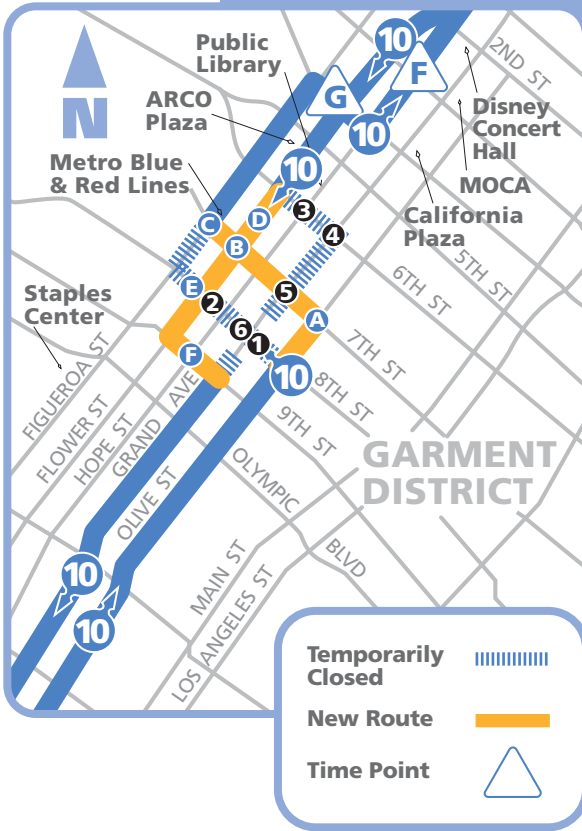 10
F
G
10
Public
Library
2ND ST
ARCO
Plaza
Disney
Concert
Hall
N
10
MOCA
Metro Blue
& Red Lines
California
Plaza
3
D
C
4
B
5TH ST
6TH ST
E
5
2
A
Staples
Center
6
1
7TH ST
F
10
8TH ST
9TH ST
FIGUEROA ST
FLOWER ST
HOPE ST
GRAND AVE
OLIVE ST
OLYMPIC
BLVD
GARMENT
DISTRICT
MAIN ST
LOS ANGELES ST
10
10
Temporarily
Closed
New Route
Time Point